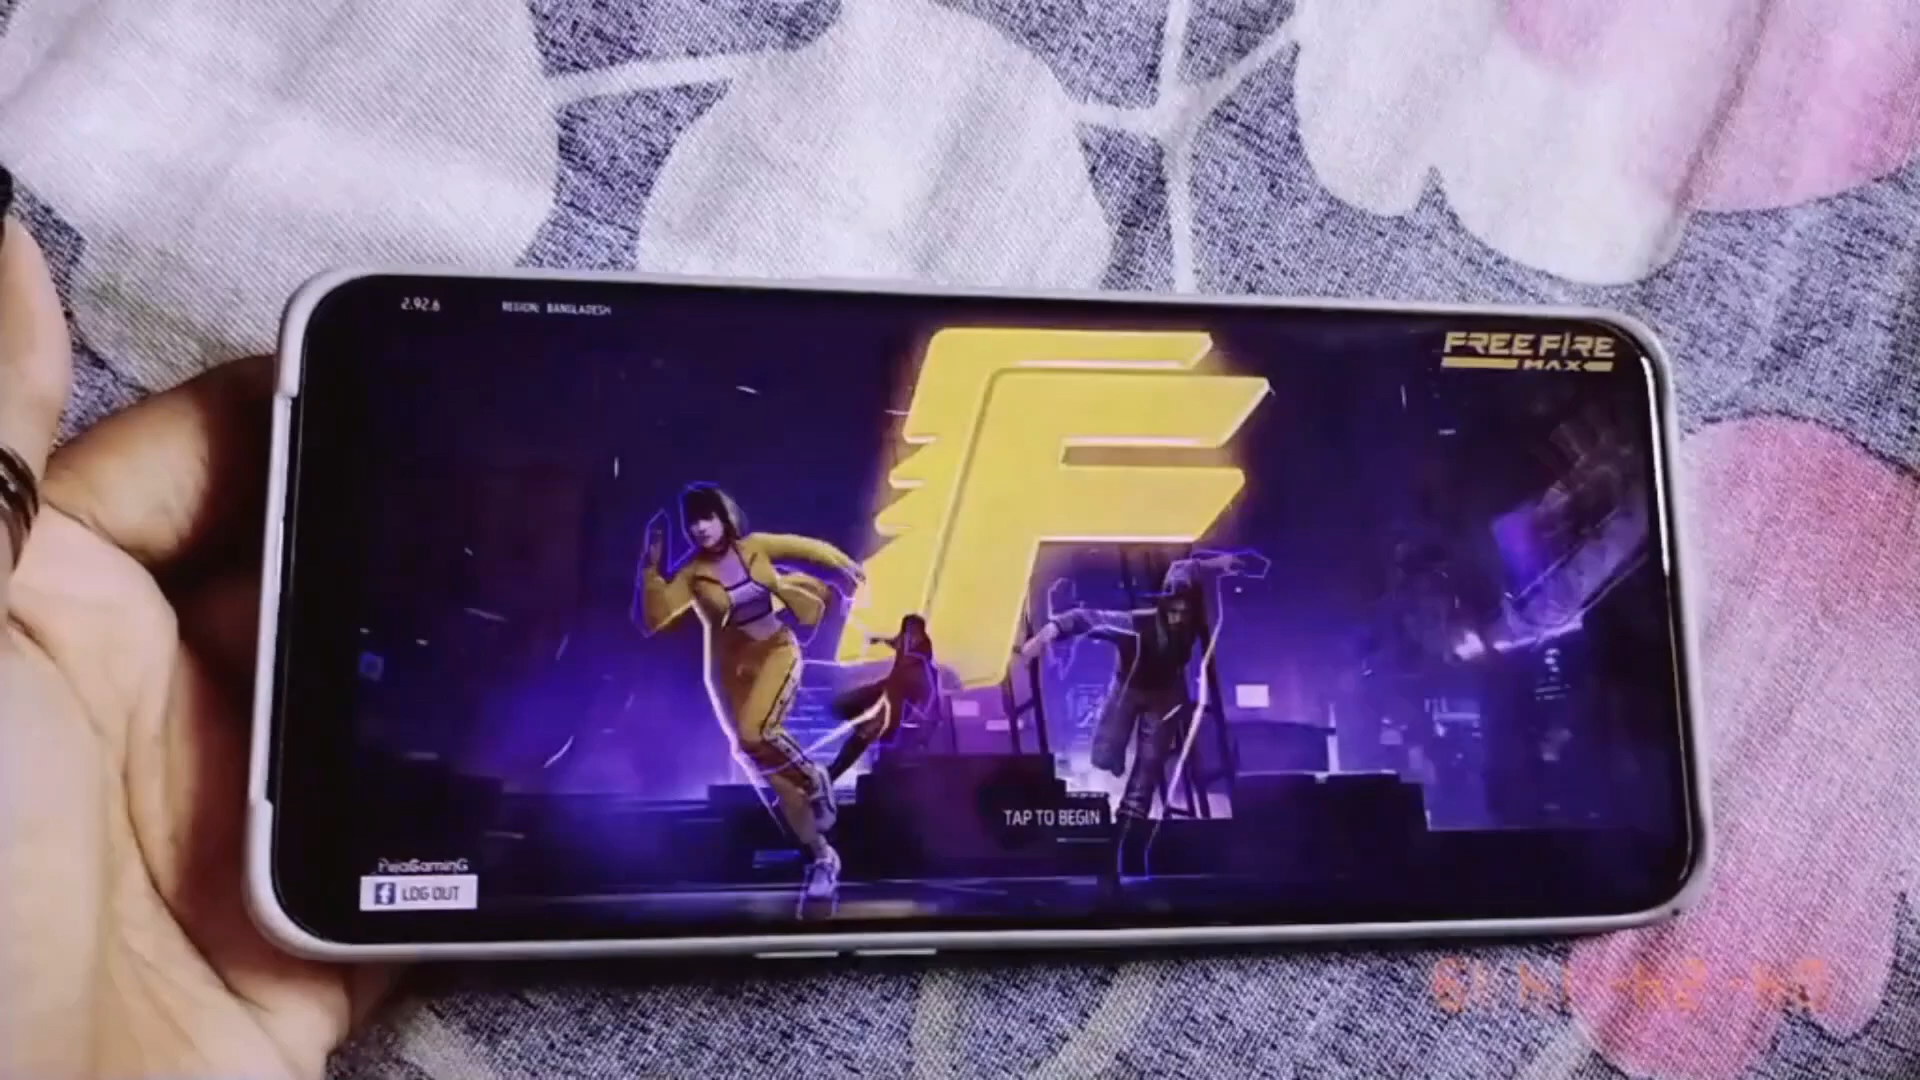 2.92.6
REGION: BANGLADESH
FREE FIRE
MAX
TAP TO BEGIN
LOG OUT